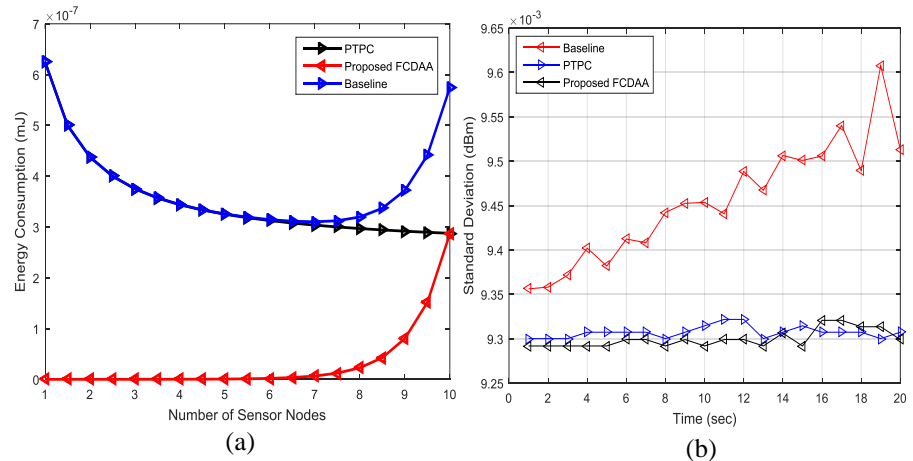 ×10^-7
7
6
5
4
3
2
1
0
Energy Consumption (mJ)
PTPC
Proposed FCDAA
Baseline
1 2 3 4 5 6 7 8 9 10
Number of Sensor Nodes
(a)
×10^-3
9.65
9.6
9.55
9.5
9.45
9.4
9.35
9.3
9.25
Standard Deviation (dBm)
Baseline
PTPC
Proposed FCDAA
0 2 4 6 8 10 12 14 16 18 20
Time (sec)
(b)